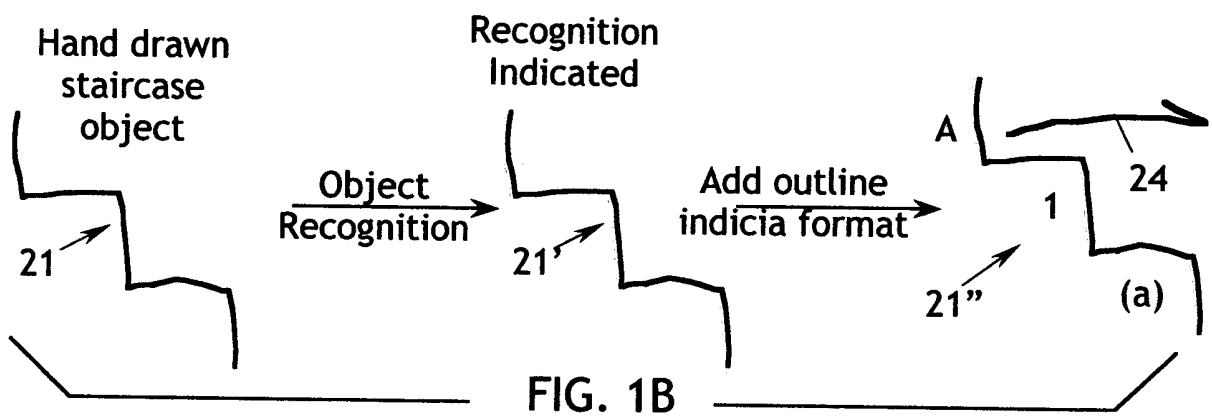 Hand drawn
staircase
object
21
Object
Recognition
Recognition
Indicated
21'
Add outline
indicia format
A
1
(a)
24
21"
FIG. 1B